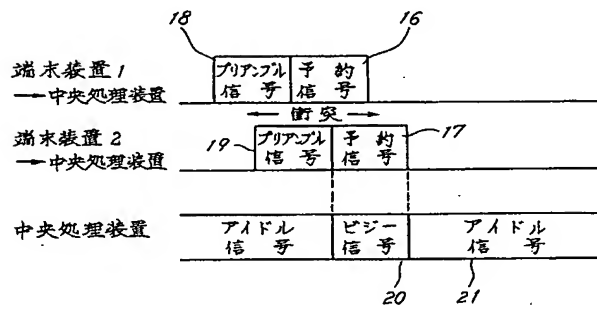 18
16
端末装置1
→中央処理装置
プリアンブル信号
予約信号
←衝突→
端末装置2
→中央処理装置
19
プリアンブル信号
予約信号
17
中央処理装置
アイドル信号
ビジー信号
アイドル信号
20
21